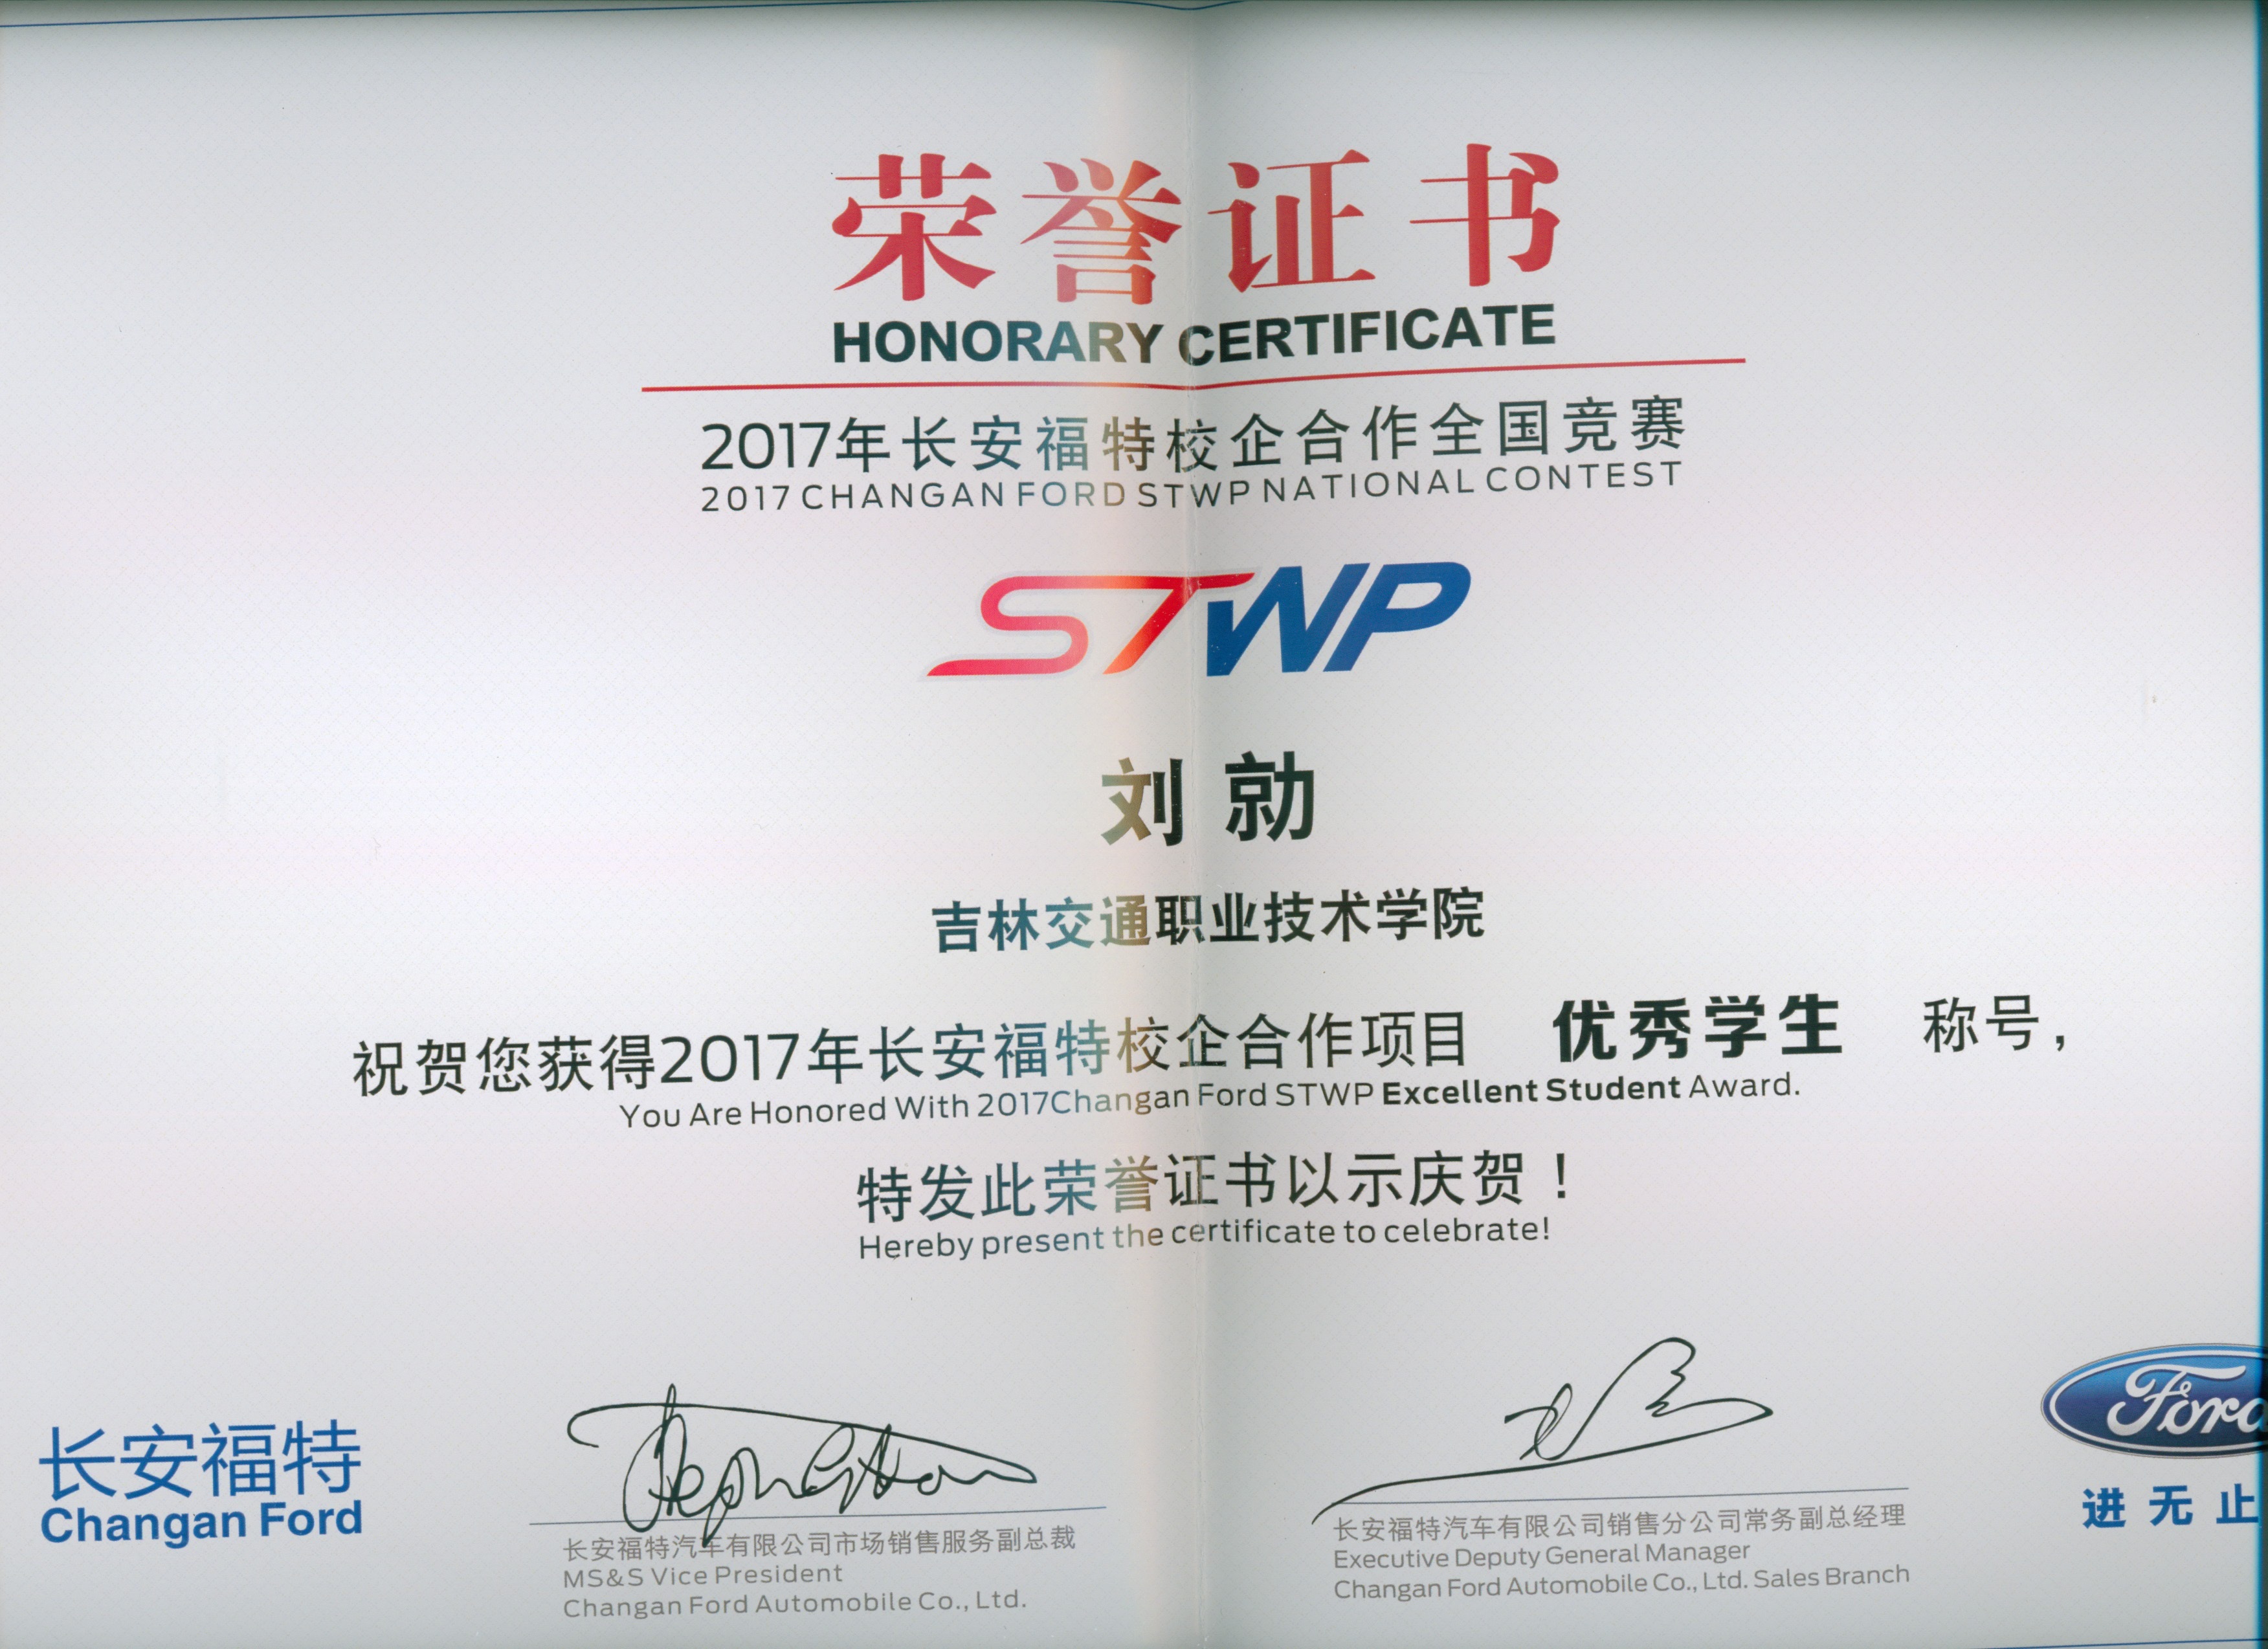 荣誉证书
HONORARY CERTIFICATE
2017年长安福特校企合作全国竞赛
2017 CHANGAN FORD STWP NATIONAL CONTEST
STWP
刘勍
吉林交通职业技术学院
祝贺您获得2017年长安福特校企合作项目 优秀学生 称号，
You Are Honored With 2017Changan Ford STWP Excellent Student Award.
特发此荣誉证书以示庆贺！
Hereby present the certificate to celebrate!
长安福特
Changan Ford
长安福特汽车有限公司市场销售服务副总裁
MS&S Vice President
Changan Ford Automobile Co., Ltd.
长安福特汽车有限公司销售分公司常务副总经理
Executive Deputy General Manager
Changan Ford Automobile Co., Ltd. Sales Branch
Ford
进无止